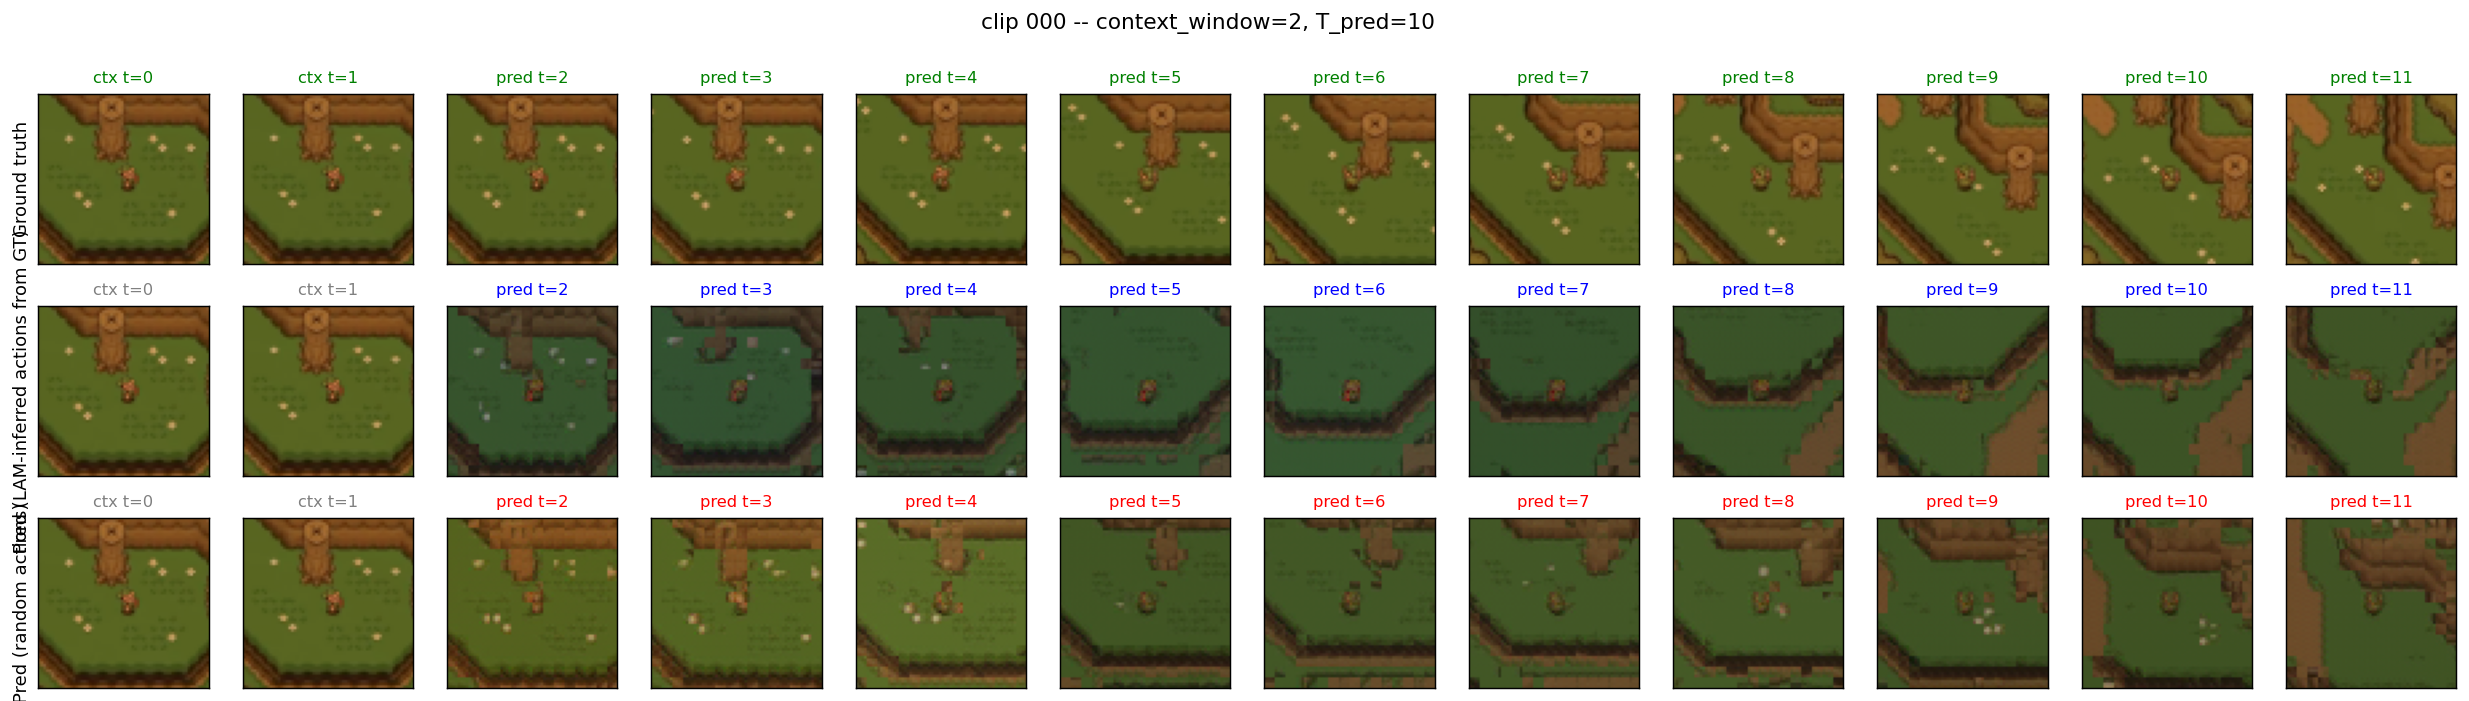 clip 000 -- context_window=2, T_pred=10
ctx t=0 ctx t=1 pred t=2 pred t=3 pred t=4 pred t=5 pred t=6 pred t=7 pred t=8 pred t=9 pred t=10 pred t=11
Ground truth
ctx t=0 ctx t=1 pred t=2 pred t=3 pred t=4 pred t=5 pred t=6 pred t=7 pred t=8 pred t=9 pred t=10 pred t=11
(LAM-inferred actions from GT)
ctx t=0 ctx t=1 pred t=2 pred t=3 pred t=4 pred t=5 pred t=6 pred t=7 pred t=8 pred t=9 pred t=10 pred t=11
Pred (random actions)